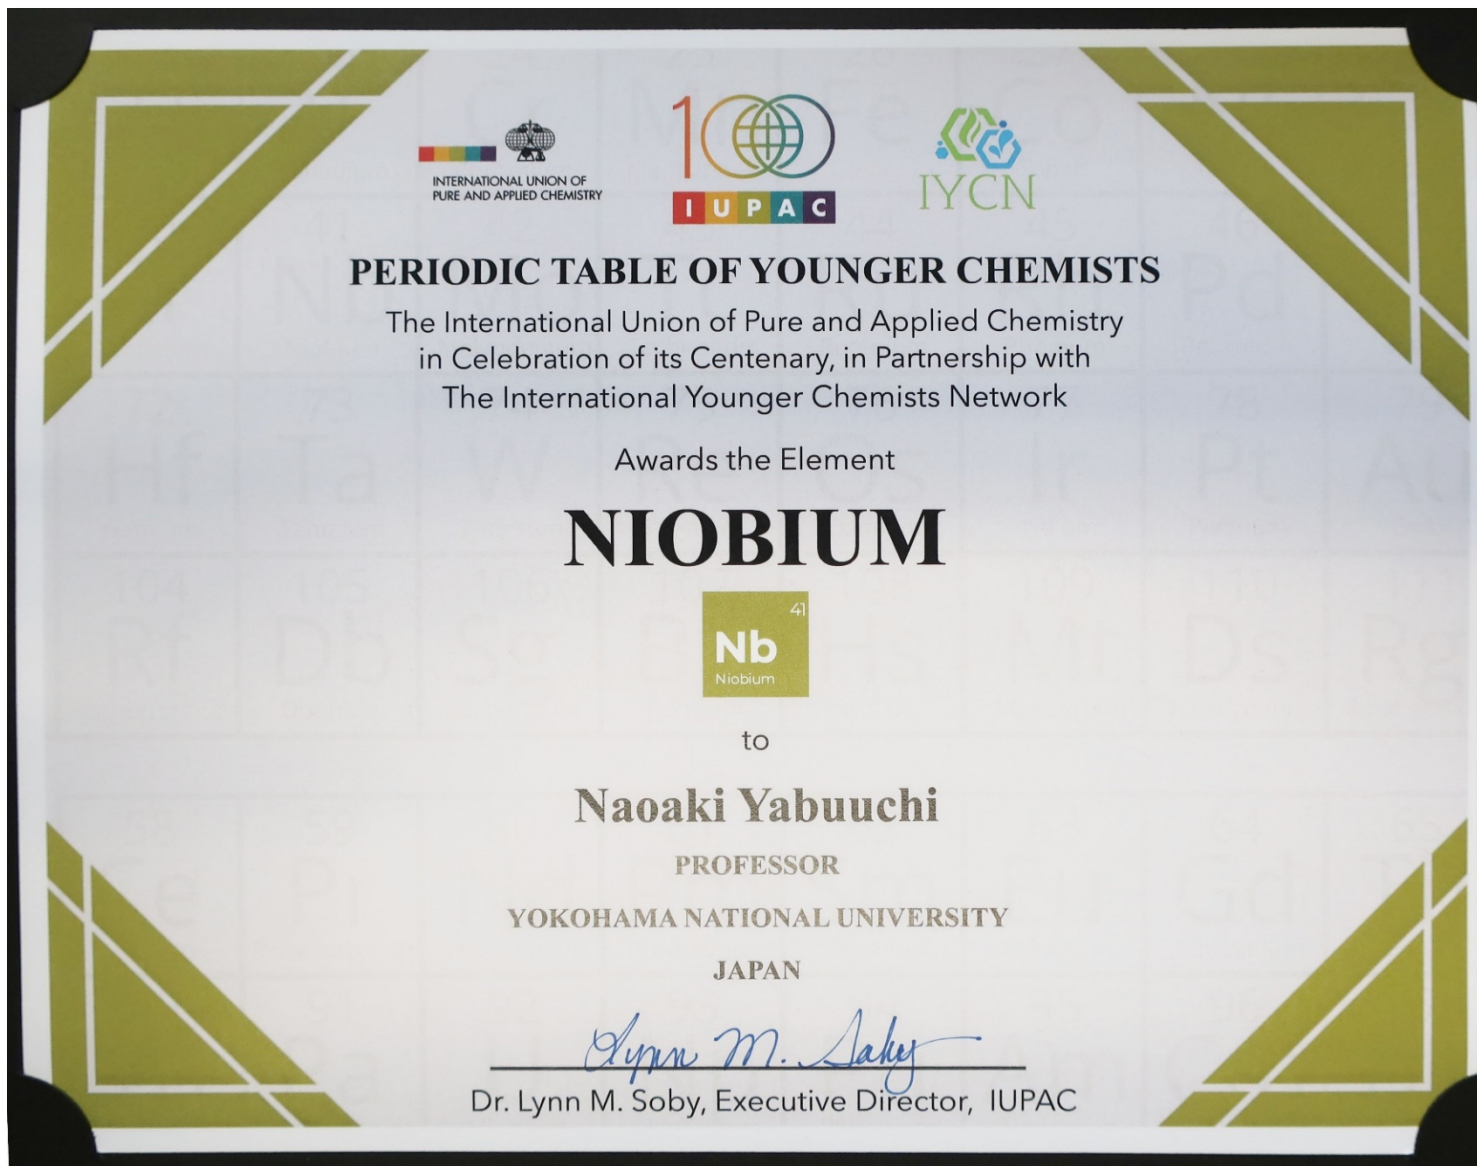 INTERNATIONAL UNION OF
PURE AND APPLIED CHEMISTRY
100
IUPAC
IYCN
PERIODIC TABLE OF YOUNGER CHEMISTS
The International Union of Pure and Applied Chemistry
in Celebration of its Centenary, in Partnership with
The International Younger Chemists Network
Awards the Element
NIOBIUM
41
Nb
Niobium
to
Naoaki Yabuuchi
PROFESSOR
YOKOHAMA NATIONAL UNIVERSITY
JAPAN
Lynn M. Soby
Dr. Lynn M. Soby, Executive Director, IUPAC